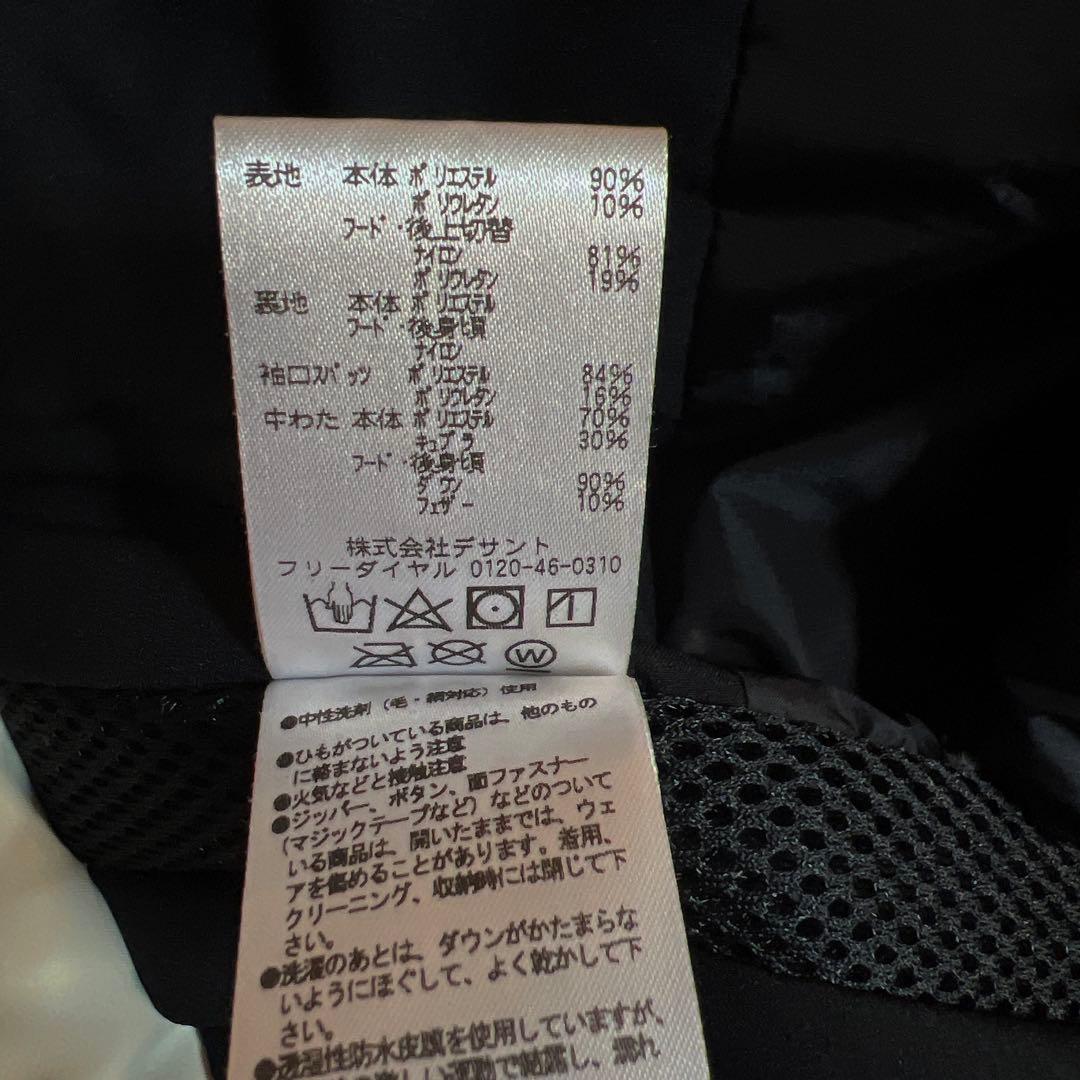 表地 本体 ポリエステル 90%
ポリウレタン 10%
フード・後上切替
ナイロン 81%
ポリウレタン 19%
裏地 本体 ポリエステル
フード・後身頃
ナイロン
袖口スパッツ ポリエステル 84%
ポリウレタン 16%
中わた 本体 ポリエステル 70%
キュプラ 30%
フード・後身頃
ダウン 90%
フェザー 10%
株式会社デサント
フリーダイヤル 0120-46-0310
W
●中性洗剤（毛・絹対応）使用
●ひもがついている商品は、他のもの
に絡まないよう注意
●火気などと接触注意
●ジッパー、ボタン、面ファスナー
（マジックテープなど）などのついて
いる商品は、開いたままでは、ウェ
アを傷めることがあります。着用、
クリーニング、収納時には閉じて下
さい。
●洗濯のあとは、ダウンがかたまらな
いようにほぐして、よく乾かして下
さい。
●透湿性防水皮膜を使用していますが、
激しい運動で結露し、濡れ